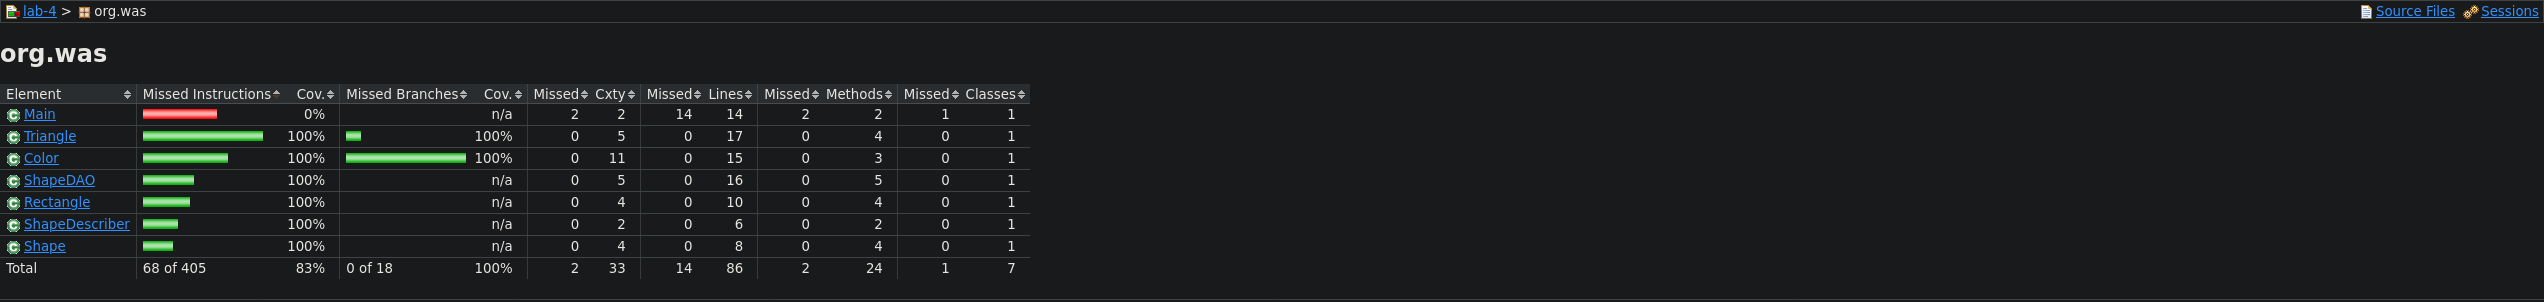 lab-4 > org.was Source Files Sessions
org.was
Element Missed Instructions Cov. Missed Branches Cov. Missed Cxty Missed Lines Missed Methods Missed Classes
Main 0% n/a 2 2 14 14 2 2 1 1
Triangle 100% 100% 0 5 0 17 0 4 0 1
Color 100% 100% 0 11 0 15 0 3 0 1
ShapeDAO 100% n/a 0 5 0 16 0 5 0 1
Rectangle 100% n/a 0 4 0 10 0 4 0 1
ShapeDescriber 100% n/a 0 2 0 6 0 2 0 1
Shape 100% n/a 0 4 0 8 0 4 0 1
Total 68 of 405 83% 0 of 18 100% 2 33 14 86 2 24 1 7